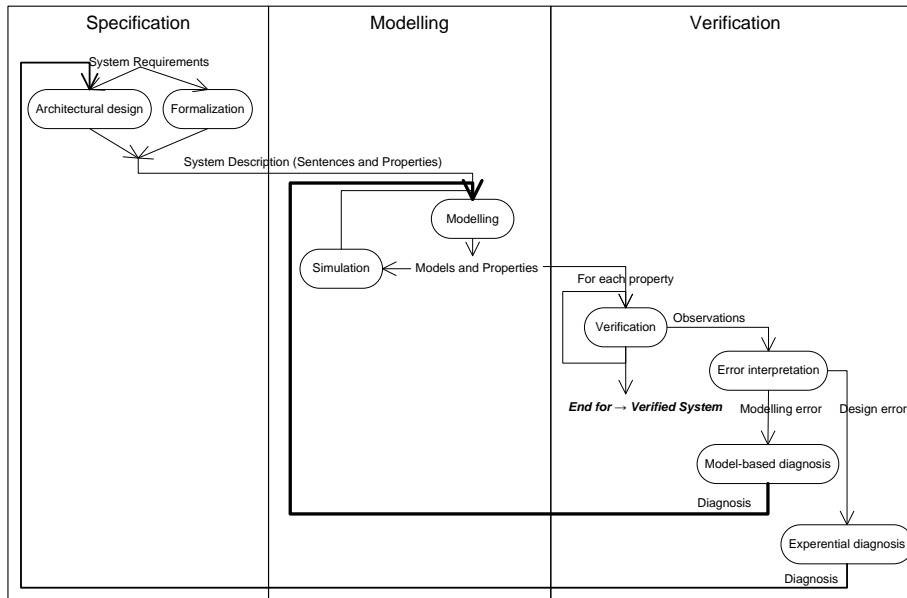 Specification
Modelling
Verification
System Requirements
Architectural design
Formalization
System Description (Sentences and Properties)
Modelling
Simulation
Models and Properties
For each property
Verification
Observations
Error interpretation
End for → Verified System
Modelling error
Design error
Model-based diagnosis
Diagnosis
Experential diagnosis
Diagnosis